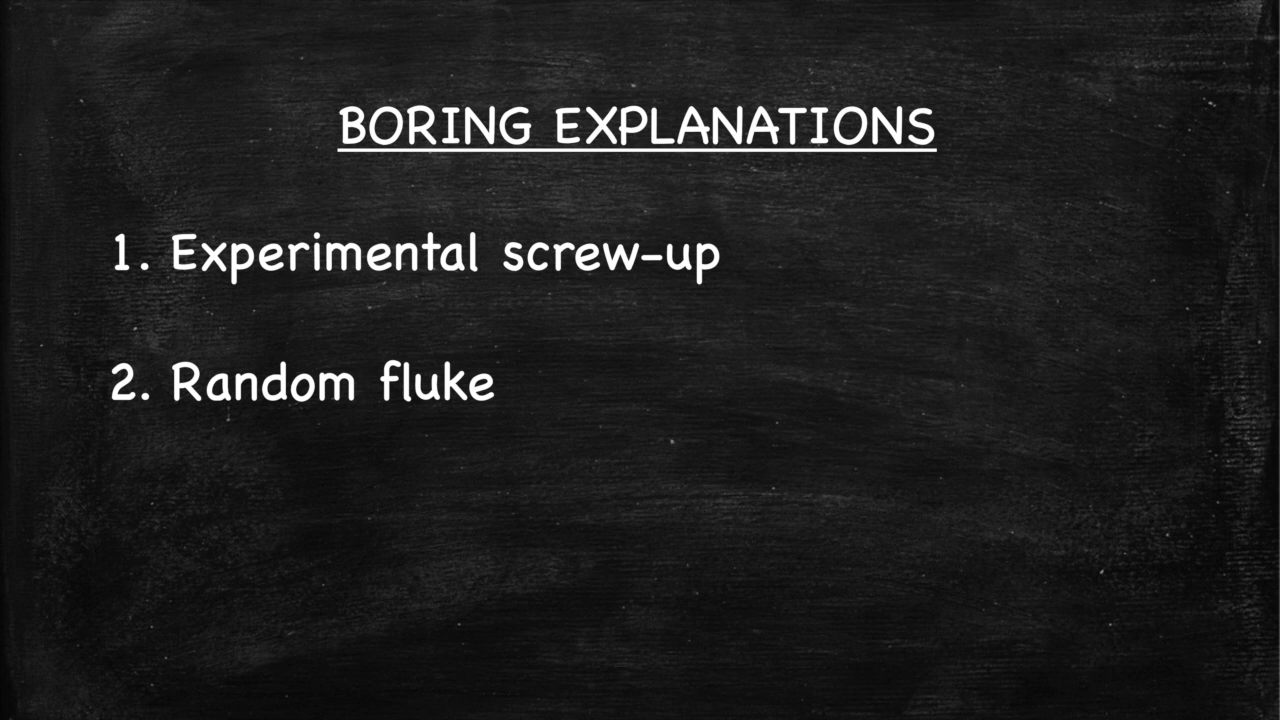 BORING EXPLANATIONS
1. Experimental screw-up
2. Random fluke